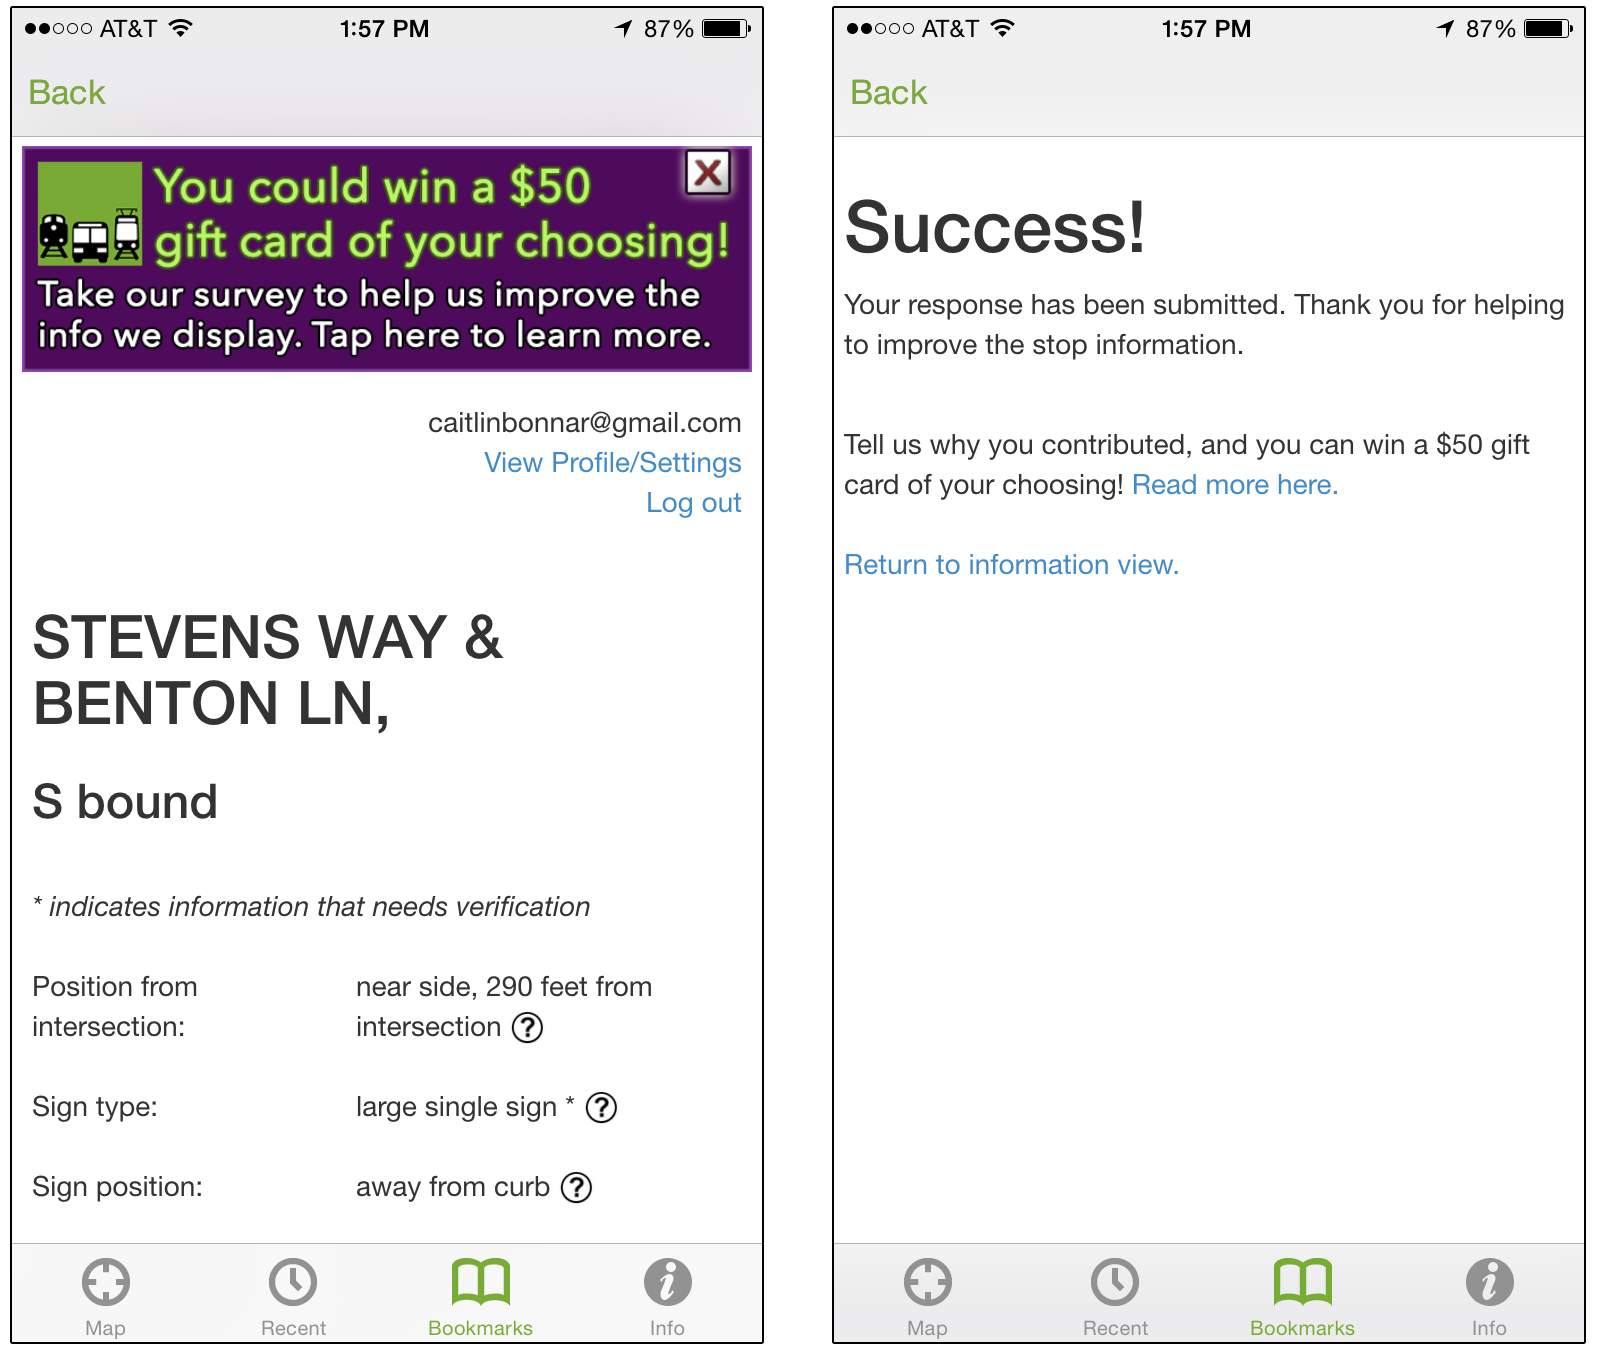 AT&T 1:57 PM 87%
Back
You could win a $50
gift card of your choosing!
X
Take our survey to help us improve the
info we display. Tap here to learn more.
caitlinbonnar@gmail.com
View Profile/Settings
Log out
STEVENS WAY &
BENTON LN,
S bound
* indicates information that needs verification
Position from
intersection:
near side, 290 feet from
intersection ?
Sign type: large single sign * ?
Sign position: away from curb ?
Map Recent Bookmarks Info
AT&T 1:57 PM 87%
Back
Success!
Your response has been submitted. Thank you for helping
to improve the stop information.
Tell us why you contributed, and you can win a $50 gift
card of your choosing! Read more here.
Return to information view.
Map Recent Bookmarks Info